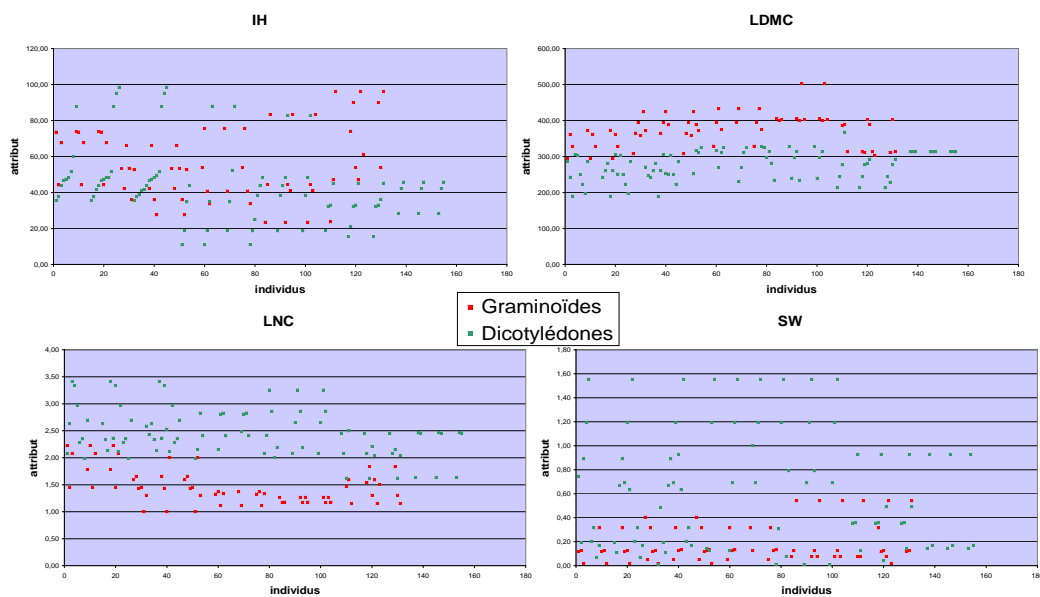 IH
120,00
100,00
80,00
60,00
40,00
20,00
0,00
attribut
0 20 40 60 80 100 120 140 160 180
individus
LDMC
600,00
500,00
400,00
300,00
200,00
100,00
0,00
attribut
0 20 40 60 80 100 120 140 160 180
individus
Graminoïdes
Dicotylédones
LNC
4,00
3,50
3,00
2,50
2,00
1,50
1,00
0,50
0,00
attribut
0 20 40 60 80 100 120 140 160 180
individus
SW
1,80
1,60
1,40
1,20
1,00
0,80
0,60
0,40
0,20
0,00
attribut
0 20 40 60 80 100 120 140 160 180
individus